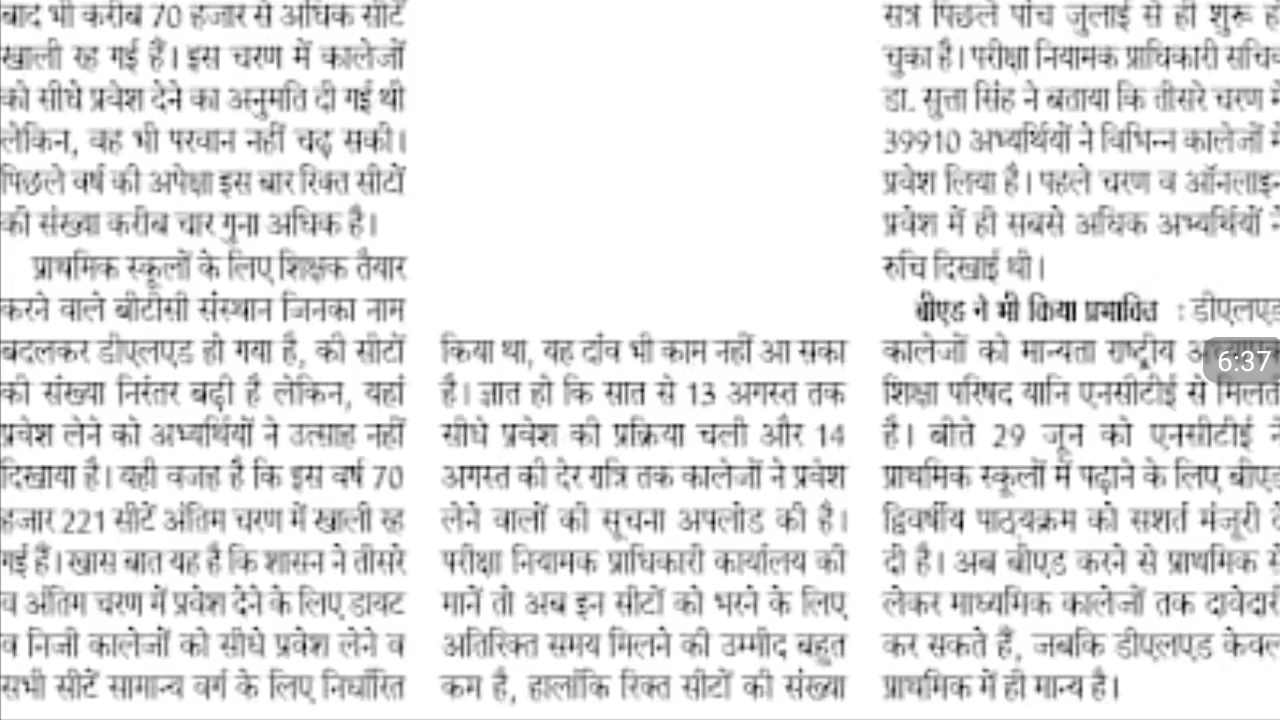 बाद भी करीब 70 हजार से अधिक सीटें
खाली रह गई हैं। इस चरण में कालेजों
को सीधे प्रवेश देने का अनुमति दी गई थी
लेकिन, वह भी परवान नहीं चढ़ सकी।
पिछले वर्ष की अपेक्षा इस बार रिक्त सीटों
की संख्या करीब चार गुना अधिक है।
प्राथमिक स्कूलों के लिए शिक्षक तैयार
करने वाले बीटीसी संस्थान जिनका नाम
बदलकर डीएलएड हो गया है, की सीटों
की संख्या निरंतर बढ़ी है लेकिन, यहां
प्रवेश लेने को अभ्यर्थियों ने उत्साह नहीं
दिखाया है। यही वजह है कि इस वर्ष 70
हजार 221 सीटें अंतिम चरण में खाली रह
गई हैं। खास बात यह है कि शासन ने तीसरे
व अंतिम चरण में प्रवेश देने के लिए डायट
व निजी कालेजों को सीधे प्रवेश लेने व
सभी सीटें सामान्य वर्ग के लिए निर्धारित
किया था, यह दांव भी काम नहीं आ सका
है। ज्ञात हो कि सात से 13 अगस्त तक
सीधे प्रवेश की प्रक्रिया चली और 14
अगस्त की देर रात्रि तक कालेजों ने प्रवेश
लेने वालों की सूचना अपलोड की है।
परीक्षा नियामक प्राधिकारी कार्यालय की
मानें तो अब इन सीटों को भरने के लिए
अतिरिक्त समय मिलने की उम्मीद बहुत
कम है, हालांकि रिक्त सीटों की संख्या
सत्र पिछले पांच जुलाई से ही शुरू हो
चुका है। परीक्षा नियामक प्राधिकारी सचिव
डा. सुत्ता सिंह ने बताया कि तीसरे चरण में
39910 अभ्यर्थियों ने विभिन्न कालेजों में
प्रवेश लिया है। पहले चरण व ऑनलाइन
प्रवेश में ही सबसे अधिक अभ्यर्थियों ने
रुचि दिखाई थी।
बीएड ने भी किया प्रभावित : डीएलएड
कालेजों को मान्यता राष्ट्रीय
शिक्षा परिषद यानि एनसीटीई से मिलती
है। बीते 29 जून को एनसीटीई ने
प्राथमिक स्कूलों में पढ़ाने के लिए बीएड
द्विवर्षीय पाठ्यक्रम को सशर्त मंजूरी दे
दी है। अब बीएड करने से प्राथमिक से
लेकर माध्यमिक कालेजों तक दावेदारी
कर सकते हैं, जबकि डीएलएड केवल
प्राथमिक में ही मान्य है।
6:37